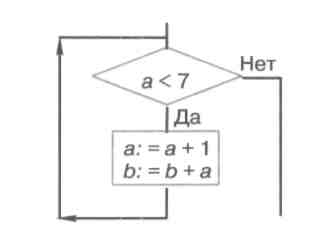 a < 7
Нет
Да
a: = a + 1
b: = b + a